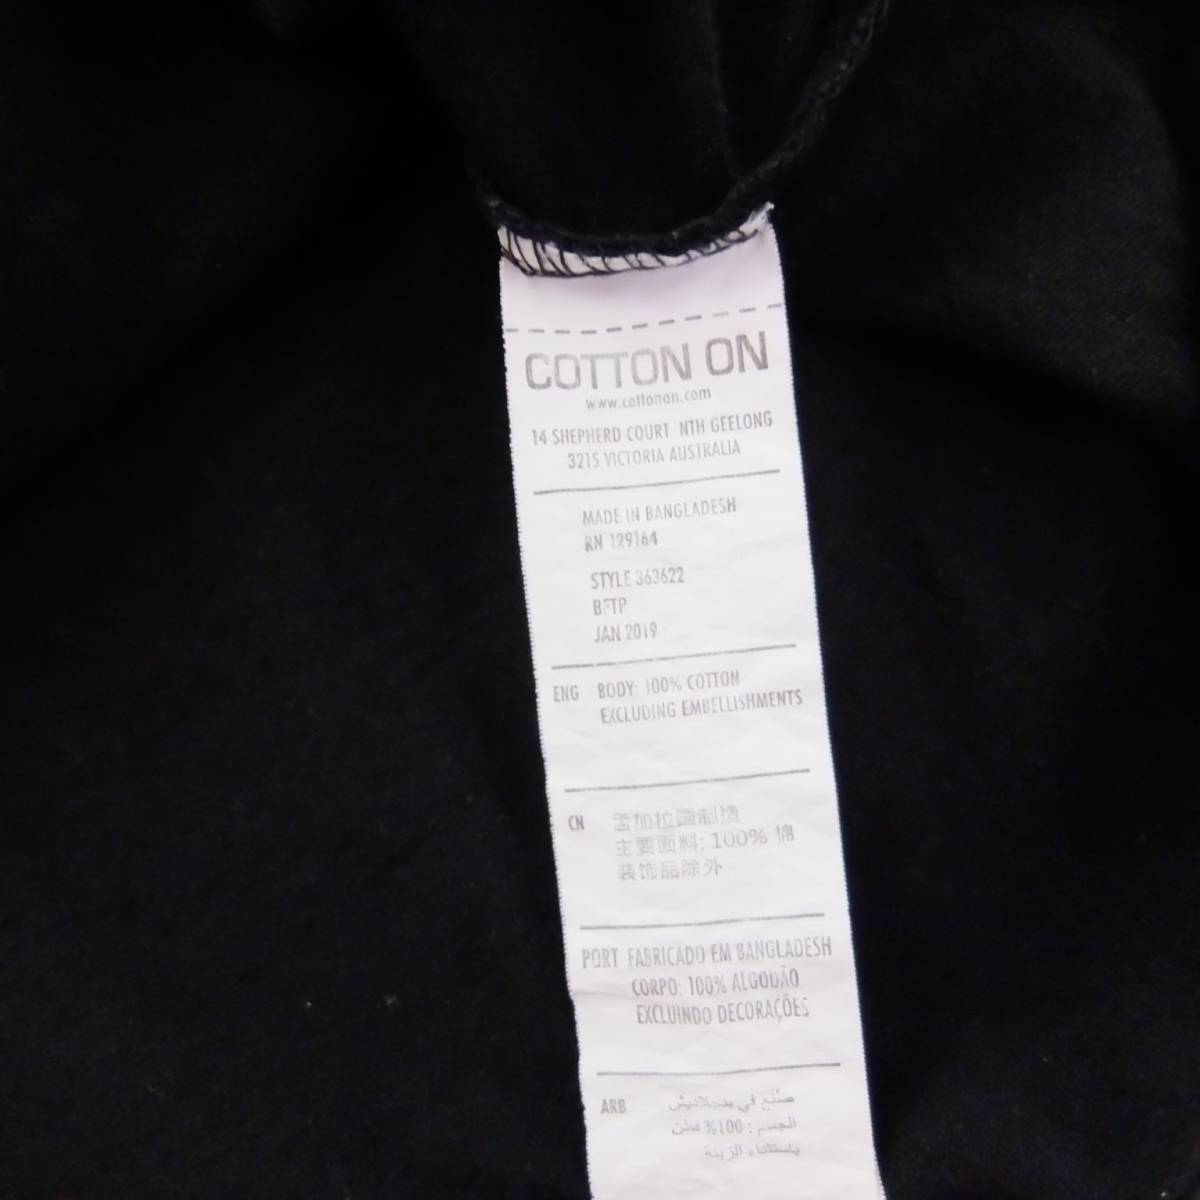 COTTON ON
www.cottonon.com
14 SHEPHERD COURT NTH GEELONG
3215 VICTORIA AUSTRALIA
MADE IN BANGLADESH
RN 129164
STYLE 363622
BFTP
JAN 2019
ENG BODY: 100% COTTON
EXCLUDING EMBELLISHMENTS
CN 孟加拉國制造
主要面料: 100% 棉
装饰品除外
PORT FABRICADO EM BANGLADESH
CORPO: 100% ALGODÃO
EXCLUINDO DECORAÇÕES
ARB صنع في بنجلاديش
الجسم : 100% قطن
باستثناء الزينة